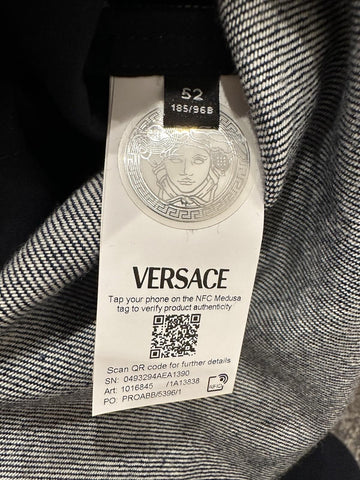 52
185/96B
VERSACE
Tap your phone on the NFC Medusa
tag to verify product authenticity
Scan QR code for further details
SN: 0493294AEA1390
Art: 1016845 /1A13838
PO: PROABB/5396/1